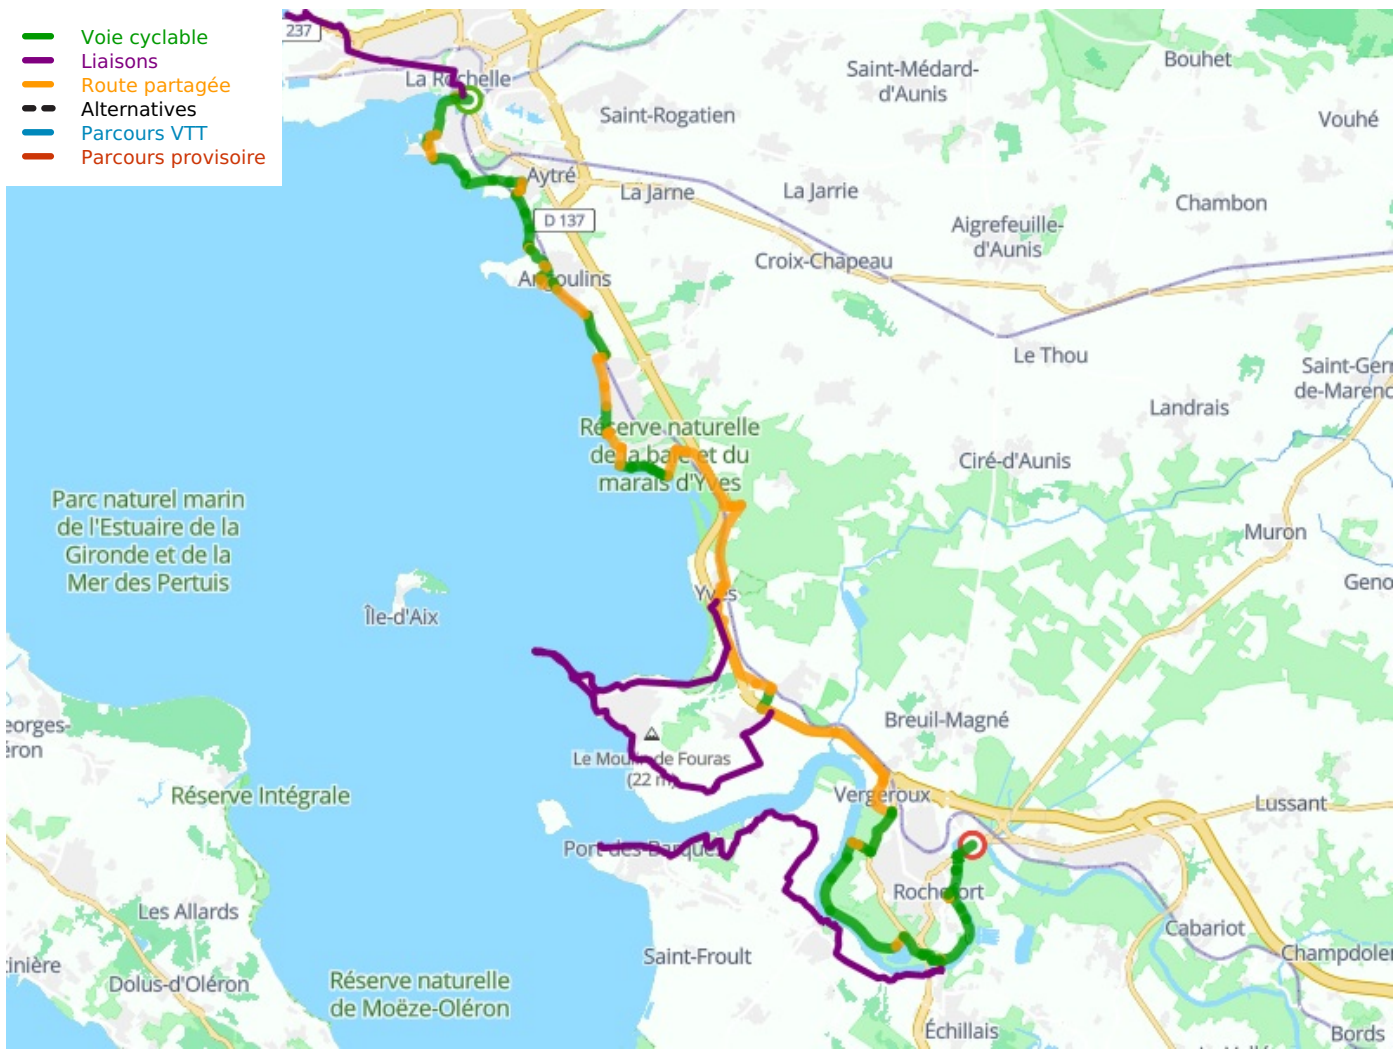 Voie cyclable
Liaisons
Route partagée
Alternatives
Parcours VTT
Parcours provisoire
237
La Rochelle
Saint-Médard-
d'Aunis
Bouhet
Saint-Rogatien
Vouhé
Aytré
La Jarne
La Jarrie
Chambon
D 137
Aigrefeuille-
d'Aunis
Croix-Chapeau
Angoulins
Le Thou
Saint-Ger
de-Marenc
Landrais
Réserve naturelle
de la baie et du
marais d'Yves
Ciré-d'Aunis
Parc naturel marin
de l'Estuaire de la
Gironde et de la
Mer des Pertuis
Muron
Geno
Yves
Île-d'Aix
eorges-
éron
Breuil-Magné
Le Moulin de Fouras
(22 m)
Réserve Intégrale
Vergeroux
Lussant
Port-des-Barques
Rochefort
Les Allards
Cabariot
Saint-Froult
Champdoler
tinière
Dolus-d'Oléron
Réserve naturelle
de Moëze-Oléron
Échillais
Bords